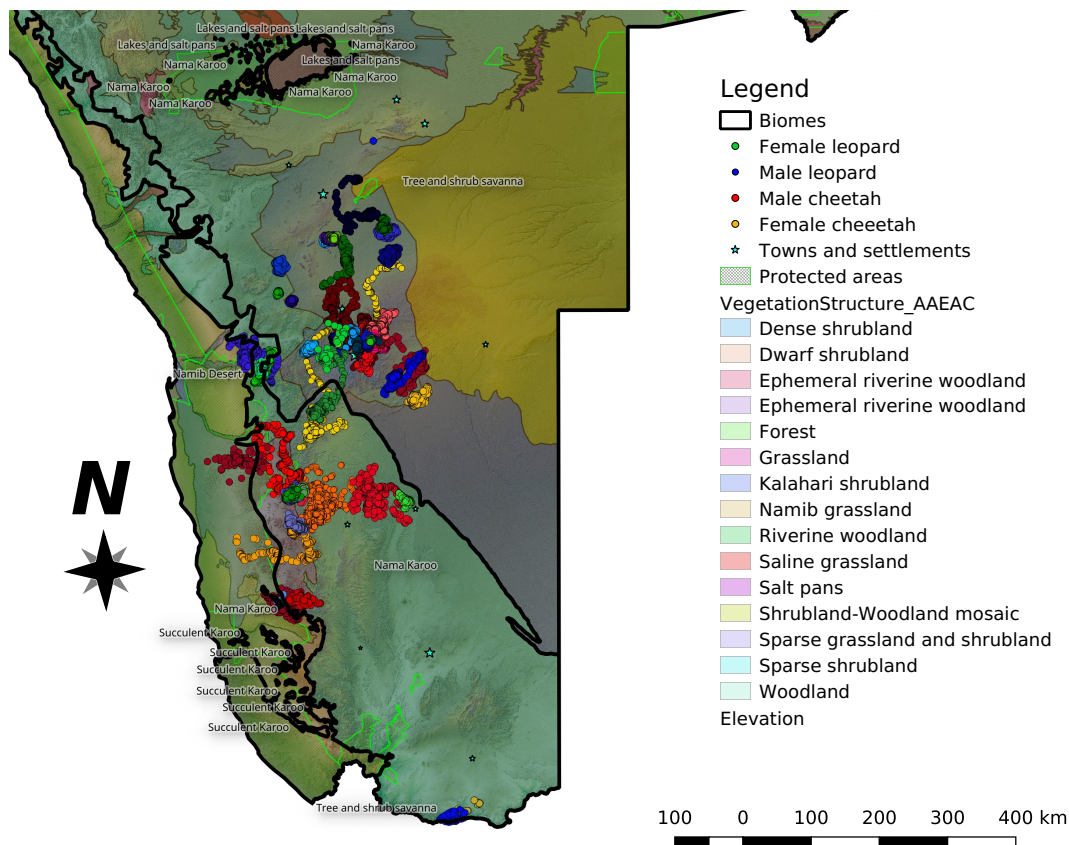 Lakes and salt pans
Lakes and salt pans
Lakes and salt pans
Nama Karoo
Nama Karoo
Lakes and salt pans
Nama Karoo
Nama Karoo
Nama Karoo
Nama Karoo
Tree and shrub savanna
Namib Desert
N
Nama Karoo
Nama Karoo
Succulent Karoo
Succulent Karoo
Succulent Karoo
Succulent Karoo
Succulent Karoo
Succulent Karoo
Tree and shrub savanna
Legend
Biomes
Female leopard
Male leopard
Male cheetah
Female cheeetah
Towns and settlements
Protected areas
VegetationStructure_AAEAC
Dense shrubland
Dwarf shrubland
Ephemeral riverine woodland
Ephemeral riverine woodland
Forest
Grassland
Kalahari shrubland
Namib grassland
Riverine woodland
Saline grassland
Salt pans
Shrubland-Woodland mosaic
Sparse grassland and shrubland
Sparse shrubland
Woodland
Elevation
100 0 100 200 300 400 km